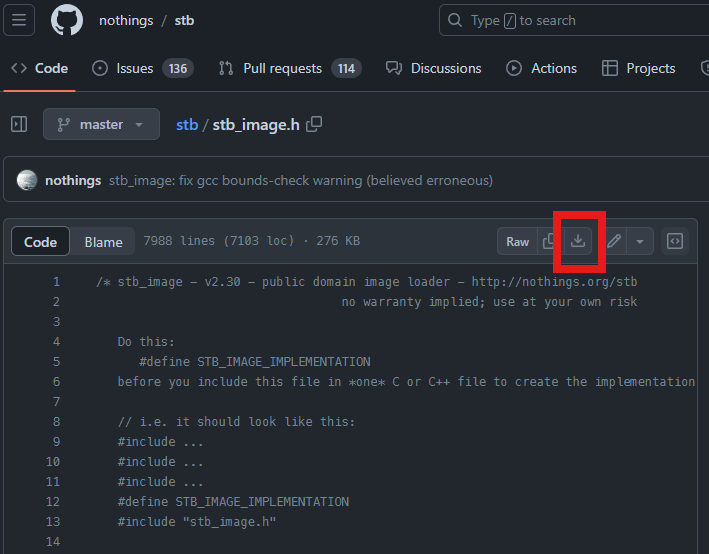 nothings / stb
Type / to search
Code Issues 136 Pull requests 114 Discussions Actions Projects
master stb / stb_image.h
nothings stb_image: fix gcc bounds-check warning (believed erroneous)
Code Blame 7988 lines (7103 loc) · 276 KB Raw
1 /* stb_image - v2.30 - public domain image loader - http://nothings.org/stb
2 no warranty implied; use at your own risk
3
4 Do this:
5 #define STB_IMAGE_IMPLEMENTATION
6 before you include this file in *one* C or C++ file to create the implementation
7
8 // i.e. it should look like this:
9 #include ...
10 #include ...
11 #include ...
12 #define STB_IMAGE_IMPLEMENTATION
13 #include "stb_image.h"
14